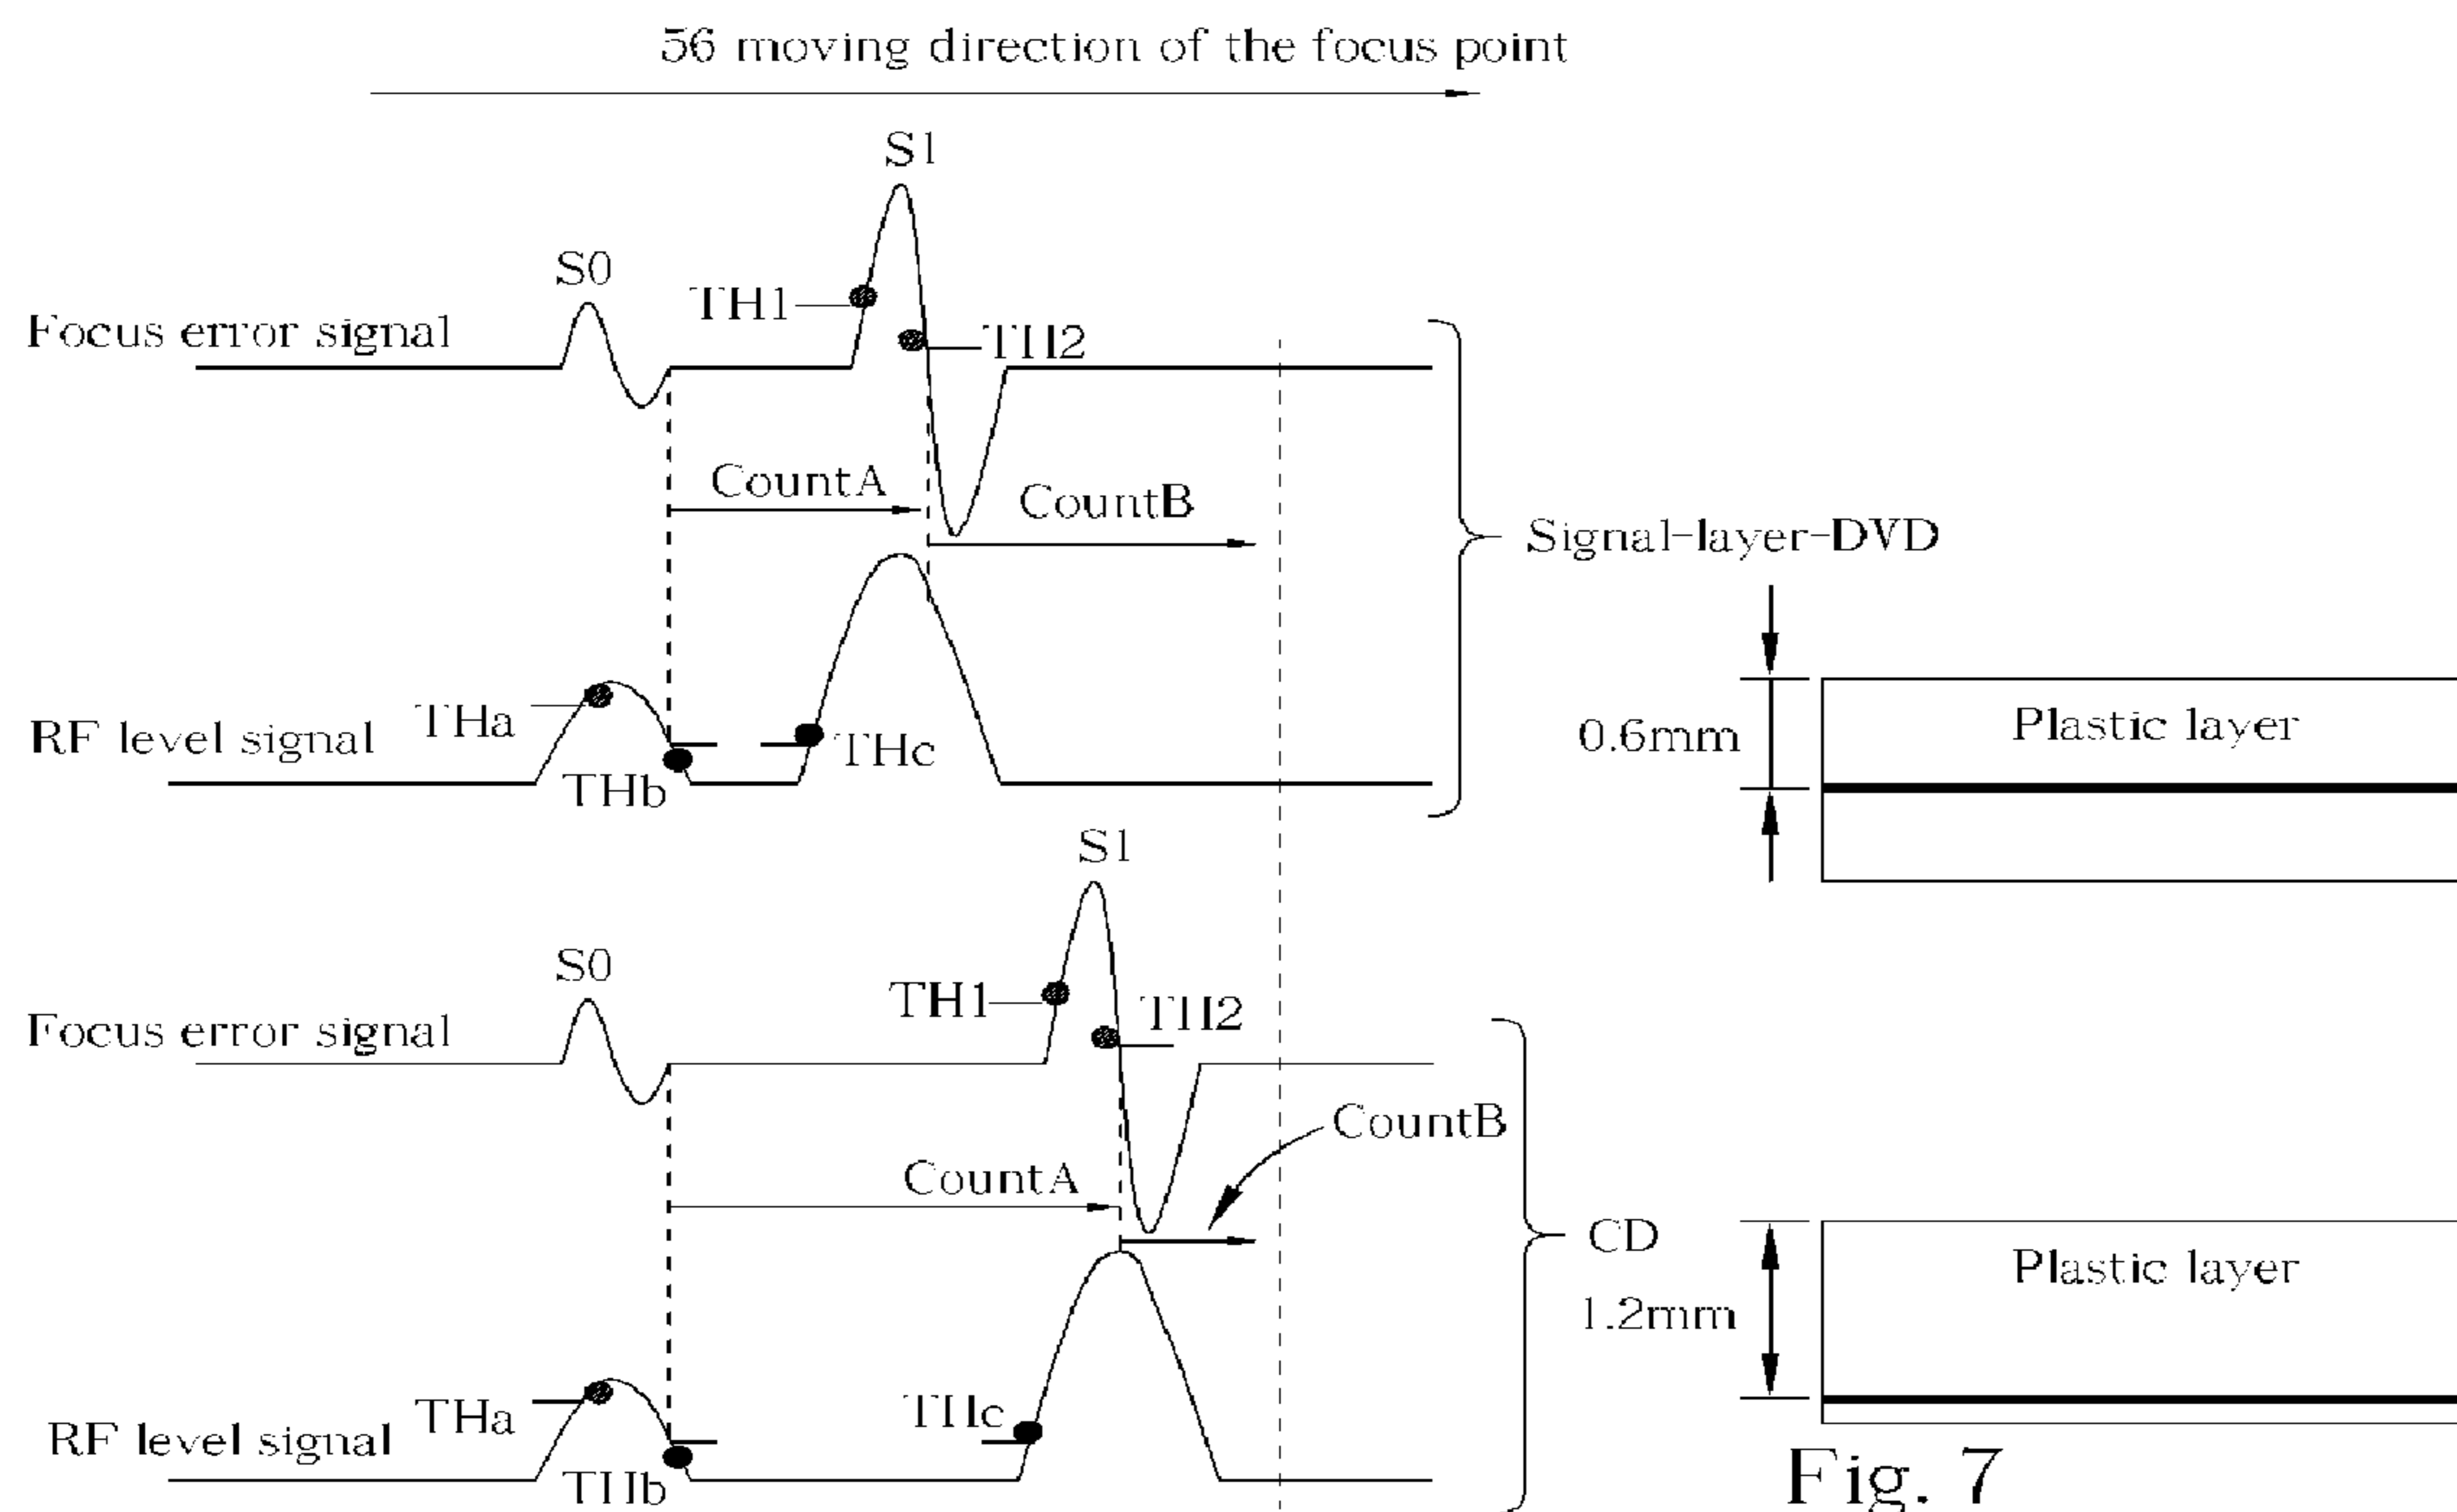 56 moving direction of the focus point
S1
S0
TH1
Focus error signal
TH2
CountA
CountB
Signal-layer-DVD
THa
RF level signal
THc
THb
0.6mm
Plastic layer
S1
S0
TH1
TH2
Focus error signal
CountB
CountA
CD
Plastic layer
1.2mm
THa
THc
RF level signal
THb
Fig. 7